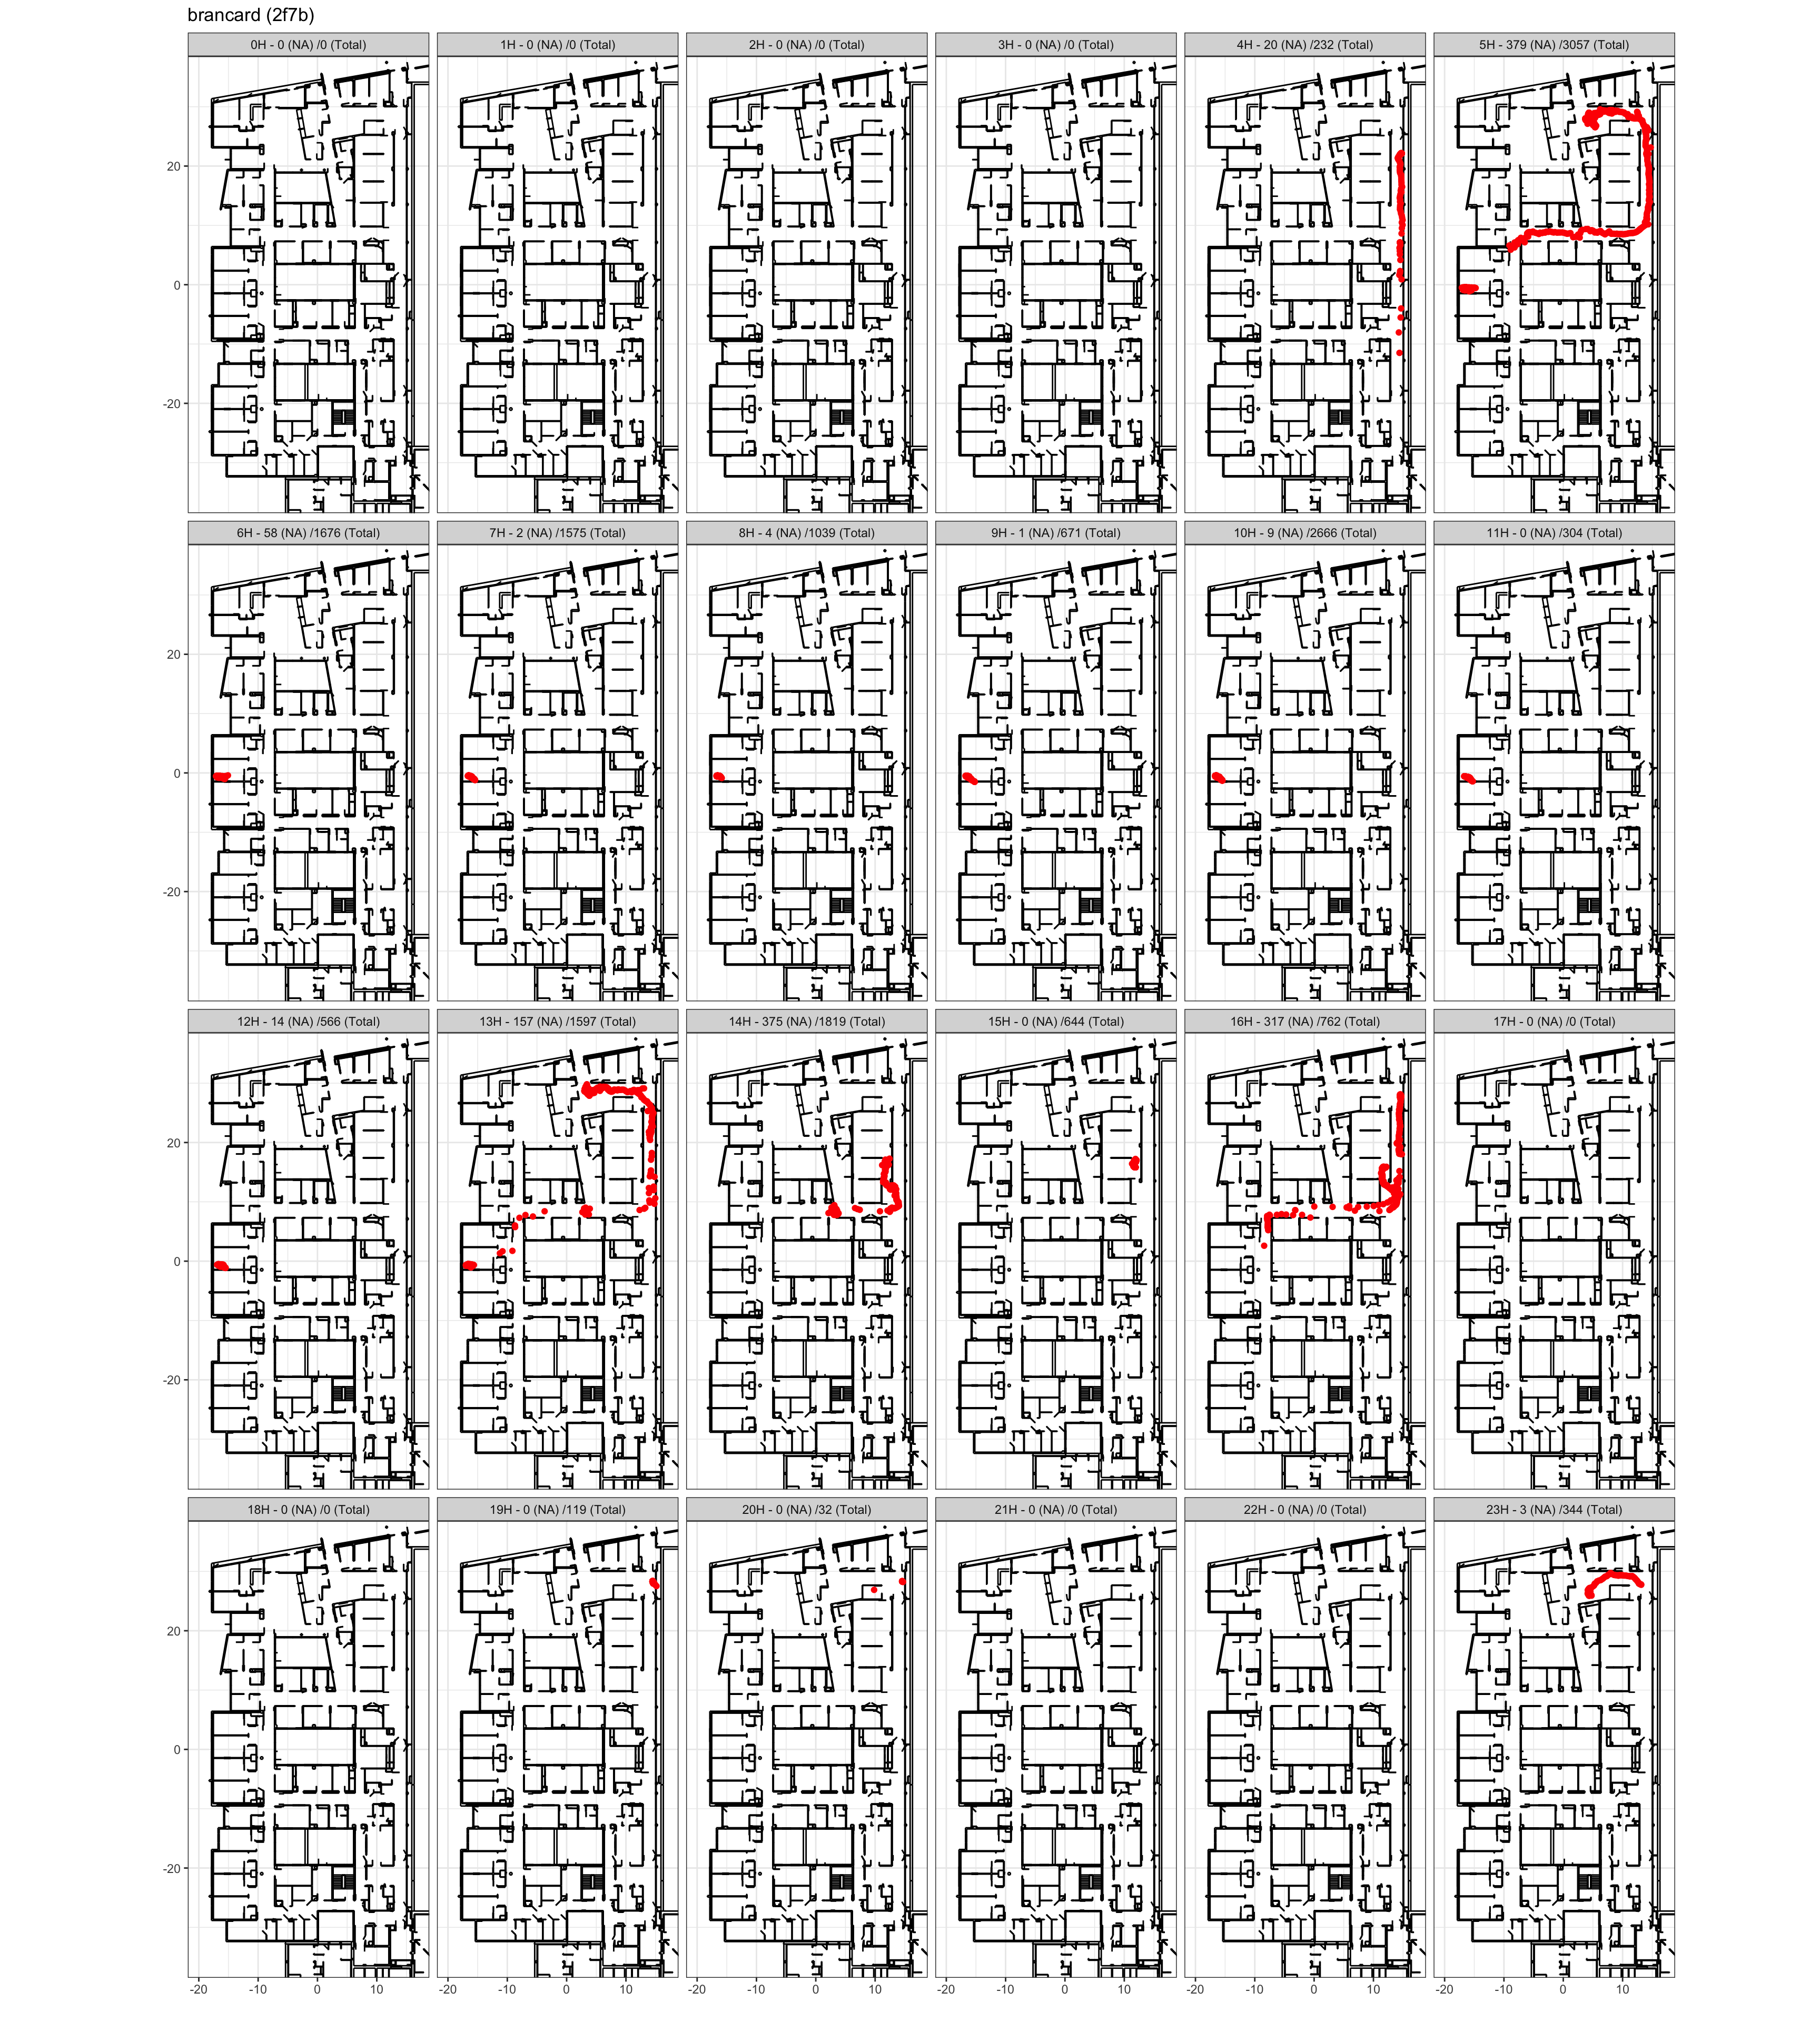 brancard (2f7b)
0H - 0 (NA) /0 (Total)
1H - 0 (NA) /0 (Total)
2H - 0 (NA) /0 (Total)
3H - 0 (NA) /0 (Total)
4H - 20 (NA) /232 (Total)
5H - 379 (NA) /3057 (Total)
20
0
-20
6H - 58 (NA) /1676 (Total)
7H - 2 (NA) /1575 (Total)
8H - 4 (NA) /1039 (Total)
9H - 1 (NA) /671 (Total)
10H - 9 (NA) /2666 (Total)
11H - 0 (NA) /304 (Total)
20
0
-20
12H - 14 (NA) /566 (Total)
13H - 157 (NA) /1597 (Total)
14H - 375 (NA) /1819 (Total)
15H - 0 (NA) /644 (Total)
16H - 317 (NA) /762 (Total)
17H - 0 (NA) /0 (Total)
20
0
-20
18H - 0 (NA) /0 (Total)
19H - 0 (NA) /119 (Total)
20H - 0 (NA) /32 (Total)
21H - 0 (NA) /0 (Total)
22H - 0 (NA) /0 (Total)
23H - 3 (NA) /344 (Total)
20
0
-20
-20 -10 0 10 -20 -10 0 10 -20 -10 0 10 -20 -10 0 10 -20 -10 0 10 -20 -10 0 10